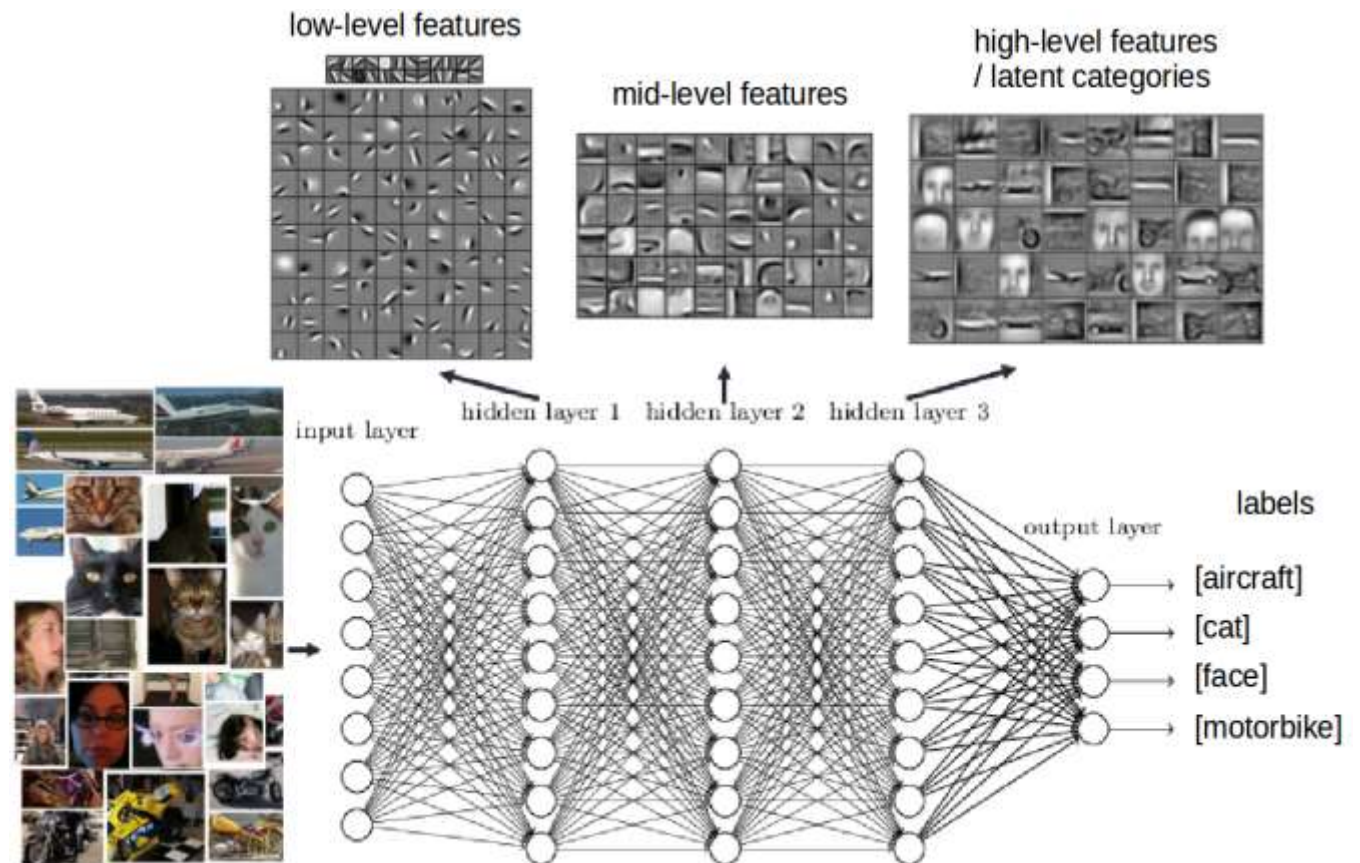 low-level features
mid-level features
high-level features
/ latent categories
input layer
hidden layer 1
hidden layer 2
hidden layer 3
output layer
labels
[aircraft]
[cat]
[face]
[motorbike]